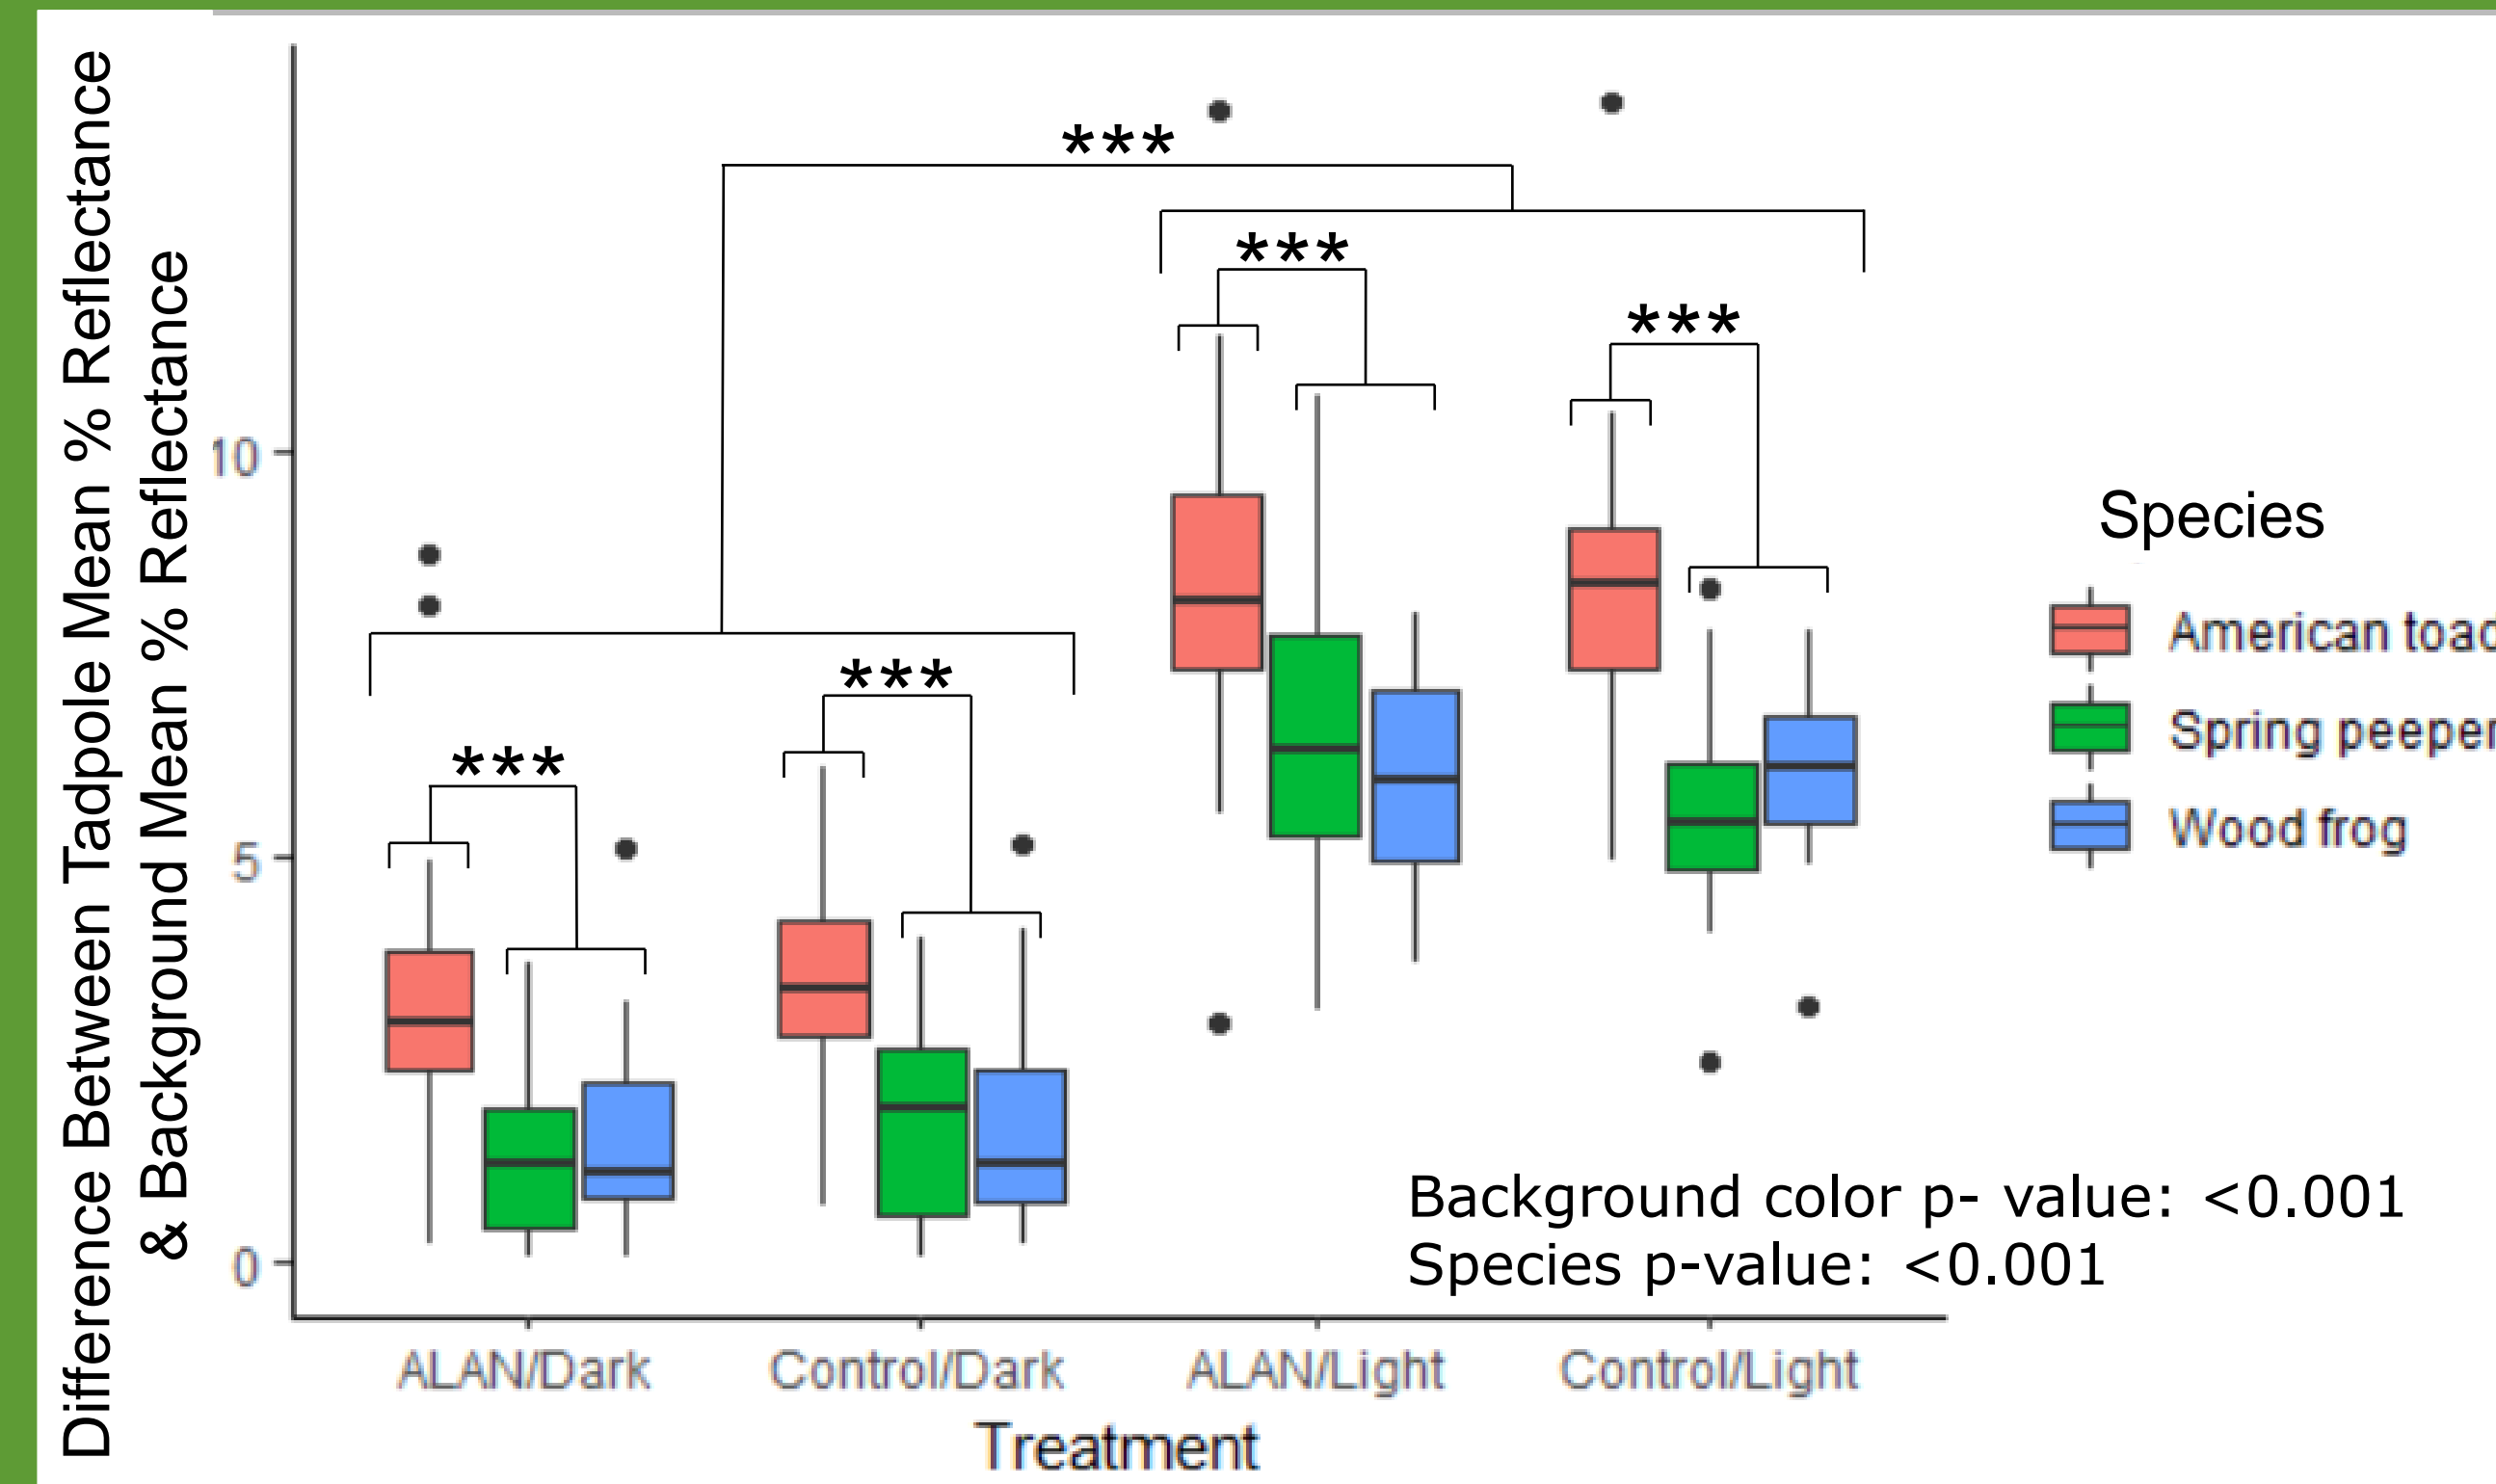 Difference Between Tadpole Mean % Reflectance
& Background Mean % Reflectance
***
***
***
10
Species
American toad
***
Spring peeper
***
Wood frog
5
Background color p- value: <0.001
Species p-value: <0.001
0
ALAN/Dark Control/Dark ALAN/Light Control/Light
Treatment